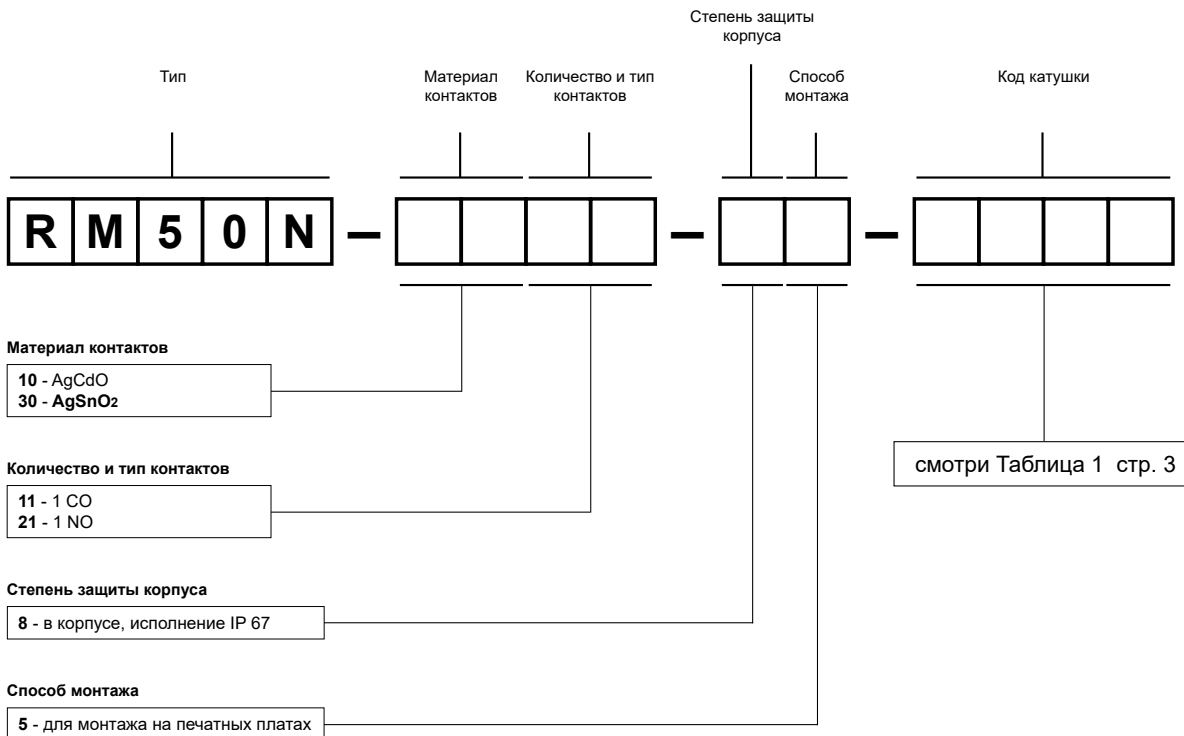 Степень защиты
корпуса
Тип
Материал
контактов
Количество и тип
контактов
Способ
монтажа
Код катушки
RM50N – –  –
Материал контактов
10 - AgCdO
30 - AgSnO2
Количество и тип контактов
11 - 1 CO
21 - 1 NO
смотри Таблица 1 стр. 3
Степень защиты корпуса
8 - в корпусе, исполнение IP 67
Способ монтажа
5 - для монтажа на печатных платах